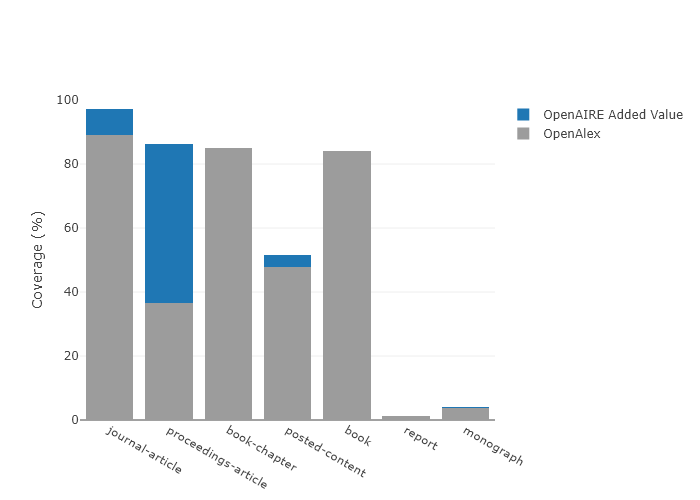 OpenAIRE Added Value
OpenAlex
Coverage (%)
100
80
60
40
20
0
journal-article
proceedings-article
book-chapter
posted-content
book
report
monograph